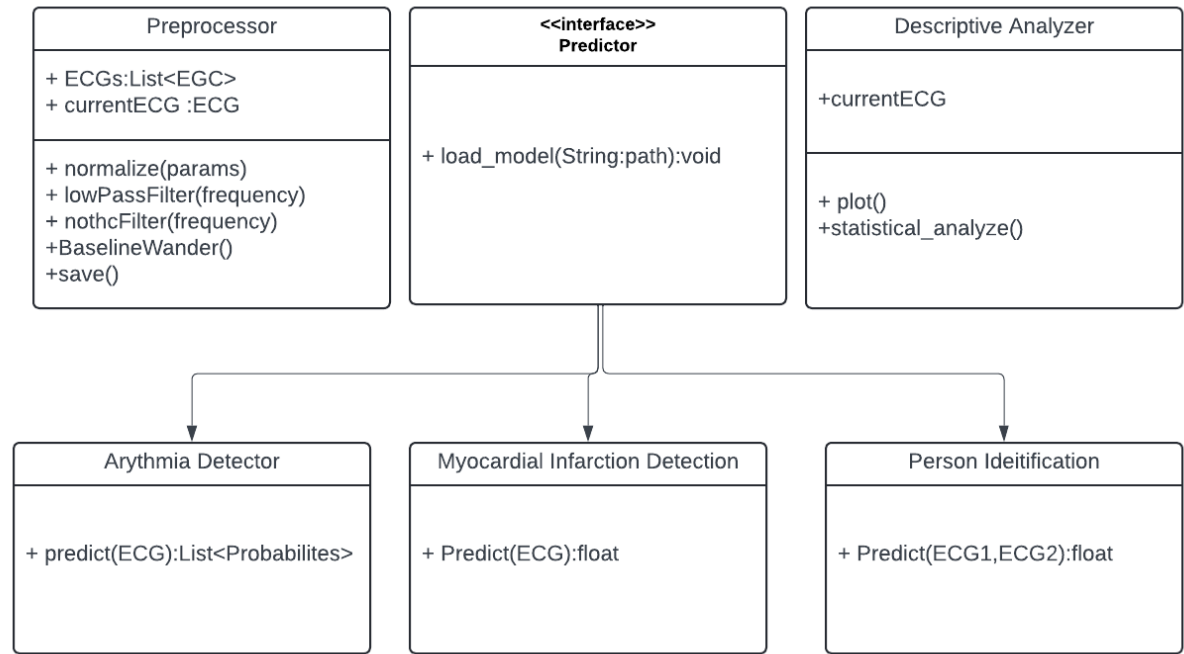 Preprocessor
+ ECGs:List<EGC>
+ currentECG :ECG
+ normalize(params)
+ lowPassFilter(frequency)
+ nothcFilter(frequency)
+BaselineWander()
+save()
<<interface>>
Predictor
+ load_model(String:path):void
Descriptive Analyzer
+currentECG
+ plot()
+statistical_analyze()
Arythmia Detector
+ predict(ECG):List<Probabilites>
Myocardial Infarction Detection
+ Predict(ECG):float
Person Ideitification
+ Predict(ECG1,ECG2):float